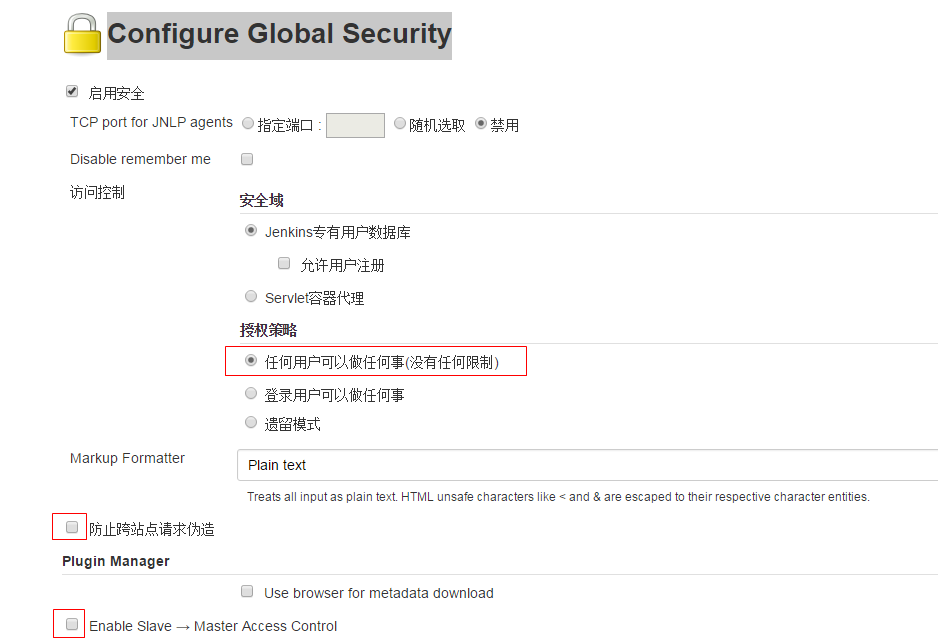 Configure Global Security
启用安全
TCP port for JNLP agents 指定端口 : 随机选取 禁用
Disable remember me
访问控制
安全域
Jenkins专有用户数据库
允许用户注册
Servlet容器代理
授权策略
任何用户可以做任何事(没有任何限制)
登录用户可以做任何事
遗留模式
Markup Formatter
Plain text
Treats all input as plain text. HTML unsafe characters like < and & are escaped to their respective character entities.
防止跨站点请求伪造
Plugin Manager
Use browser for metadata download
Enable Slave → Master Access Control